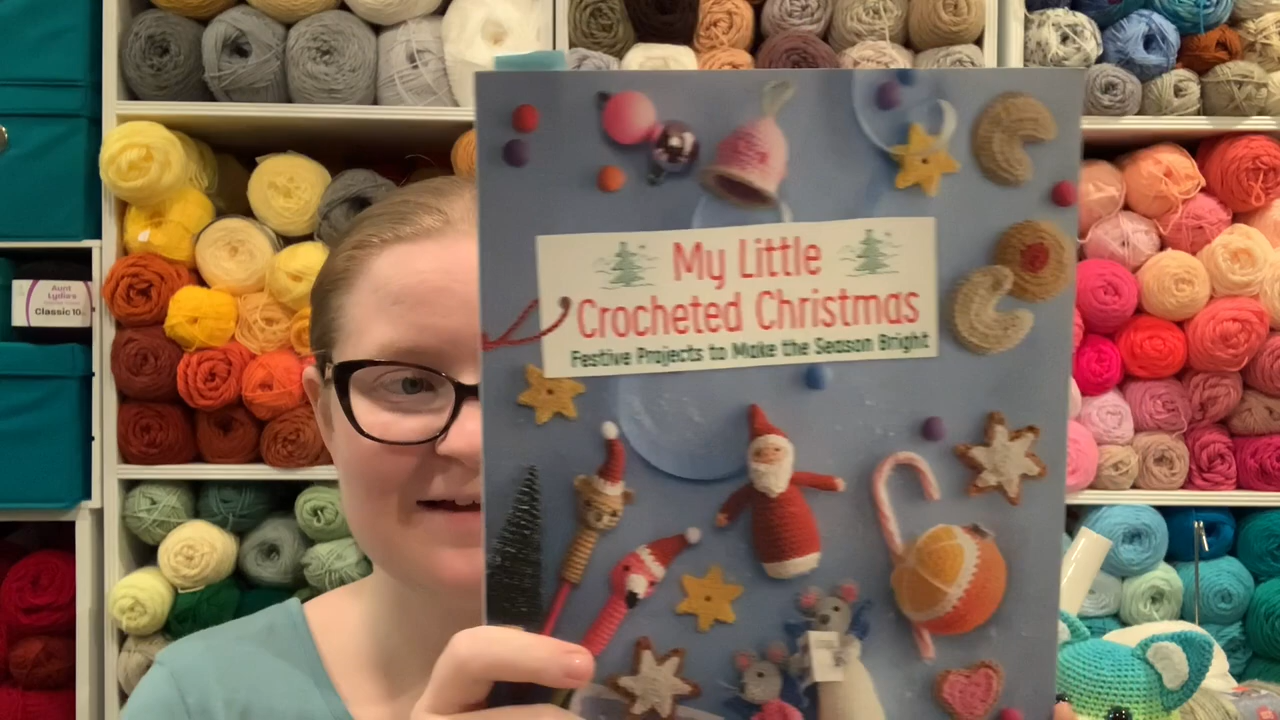 My Little
Crocheted Christmas
Festive Projects to Make the Season Bright
Aunt
Lydia's
Classic 10